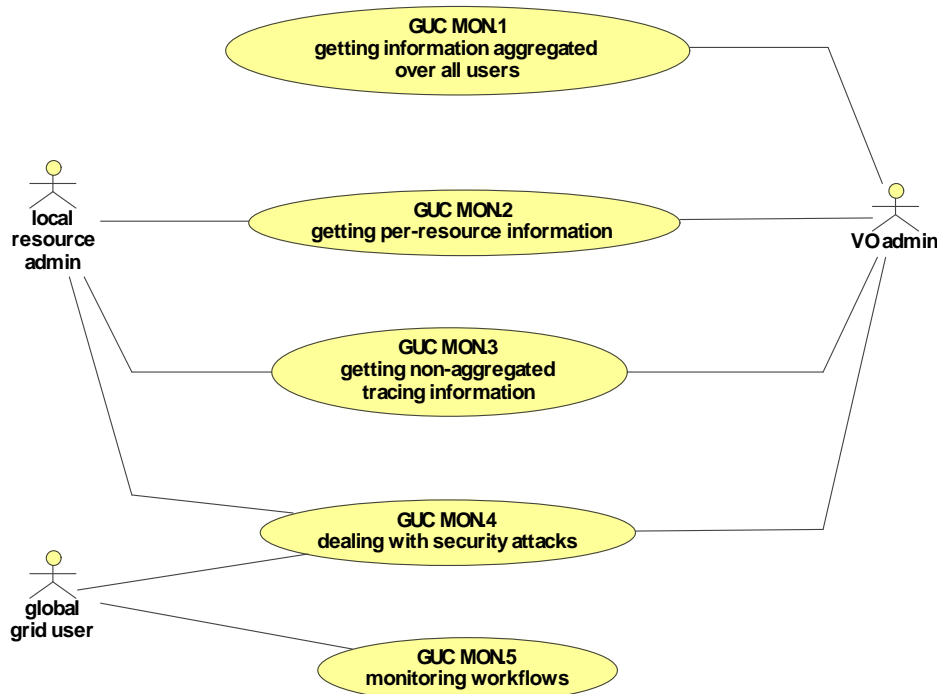 GUC MON.1
getting information aggregated
over all users
local
resource
admin
GUC MON.2
getting per-resource information
VO admin
GUC MON.3
getting non-aggregated
tracing information
GUC MON.4
dealing with security attacks
global
grid user
GUC MON.5
monitoring workflows